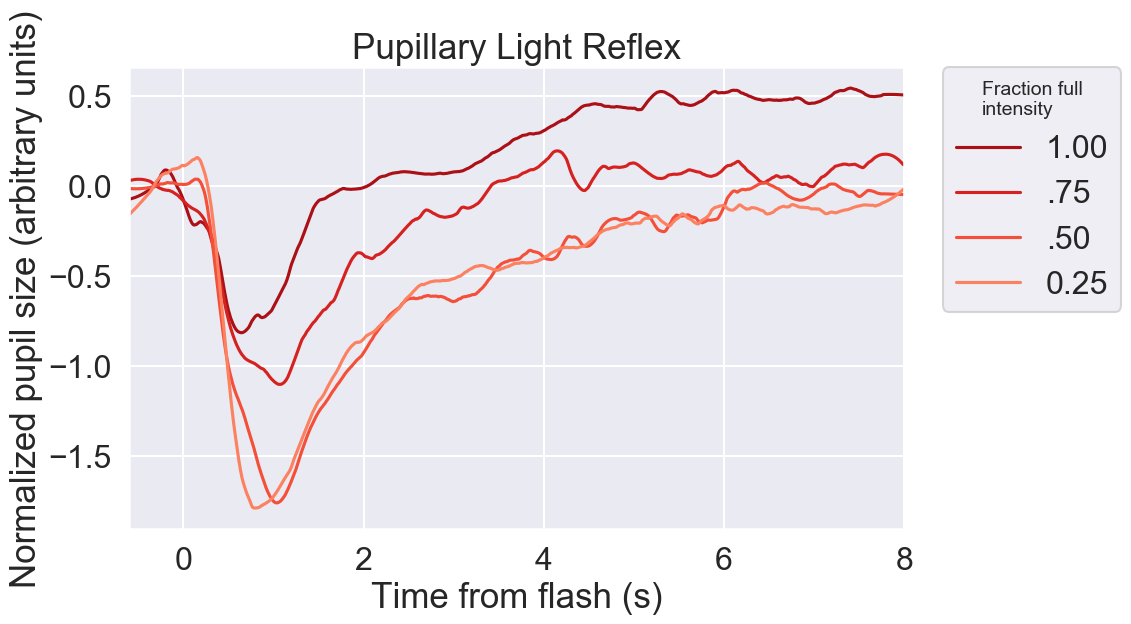 Pupillary Light Reflex
Normalized pupil size (arbitrary units)
0.5
0.0
−0.5
−1.0
−1.5
0
2
4
6
8
Time from flash (s)
Fraction full
intensity
1.00
.75
.50
0.25